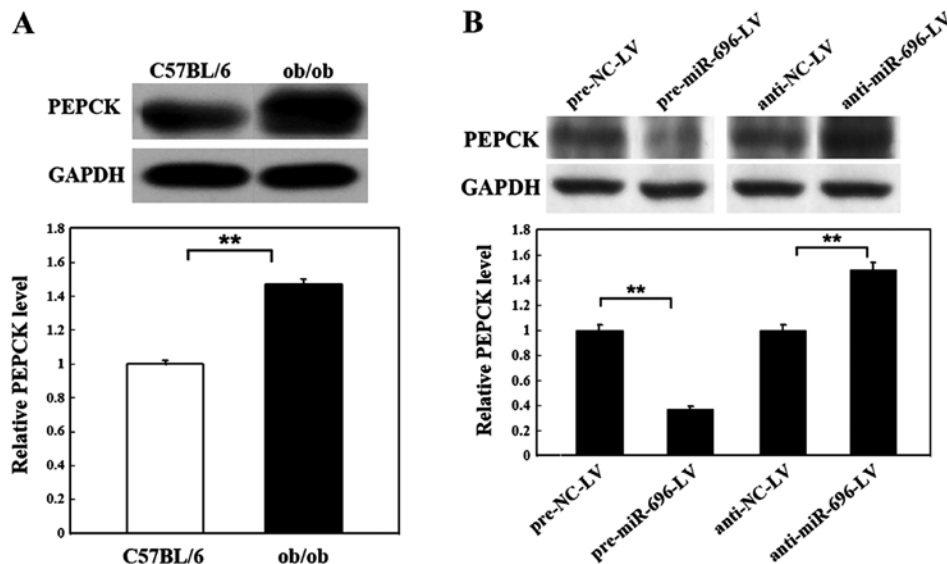 A
C57BL/6 ob/ob
PEPCK
GAPDH
1.8
1.6
1.4
1.2
1
0.8
0.6
0.4
0.2
0
Relative PEPCK level
**
C57BL/6 ob/ob
B
pre-NC-LV
pre-miR-696-LV
anti-NC-LV
anti-miR-696-LV
PEPCK
GAPDH
1.8
1.6
1.4
1.2
1
0.8
0.6
0.4
0.2
0
Relative PEPCK level
**
**
pre-NC-LV
pre-miR-696-LV
anti-NC-LV
anti-miR-696-LV